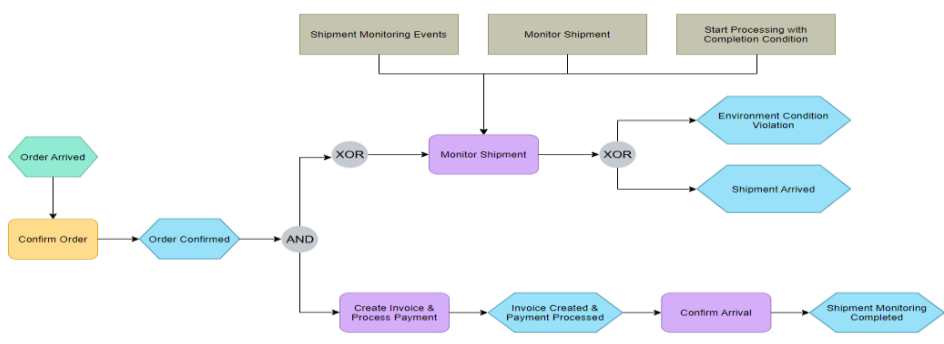 Shipment Monitoring Events
Monitor Shipment
Start Processing with
Completion Condition
Environment Condition
Violation
Order Arrived
XOR
Monitor Shipment
XOR
Shipment Arrived
Confirm Order
Order Confirmed
AND
Create Invoice &
Process Payment
Invoice Created &
Payment Processed
Confirm Arrival
Shipment Monitoring
Completed